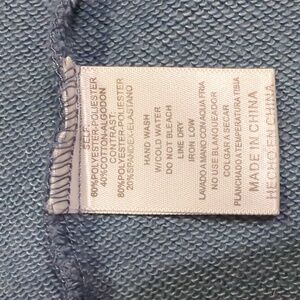 SELF:
60%POLYESTER-POLIESTER
40%COTTON-ALGODON
CONTRAST:
80%POLYESTER-POLIESTER
20%SPANDEX-ELASTANO
HAND WASH
W/COLD WATER
DO NOT BLEACH
LINE DRY
IRON LOW
LAVADO A MANO CON AGUA FRIA
NO USE BLANQUEADOR
COLGAR A SECAR
PLANCHADO A TEMPERATURA TIBIA
MADE IN CHINA
HECHO EN CHINA